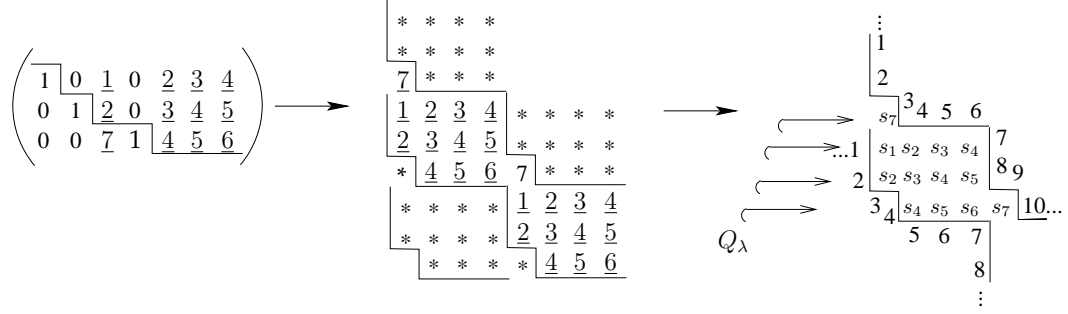 1 0 1 0 2 3 4
0 1 2 0 3 4 5
0 0 7 1 4 5 6
* * * *
* * * *
7 * * *
1 2 3 4 * * * *
2 3 4 5 * * * *
* 4 5 6 7 * * *
* * * * 1 2 3 4
* * * * 2 3 4 5
* * * * 4 5 6
⋮
1
2
3 4 5 6
s₇ 7
...1 s₁ s₂ s₃ s₄ 8 9
2 s₂ s₃ s₄ s₅
3 4 s₄ s₅ s₆ s₇ 10...
5 6 7
8
⋮
Q_λ